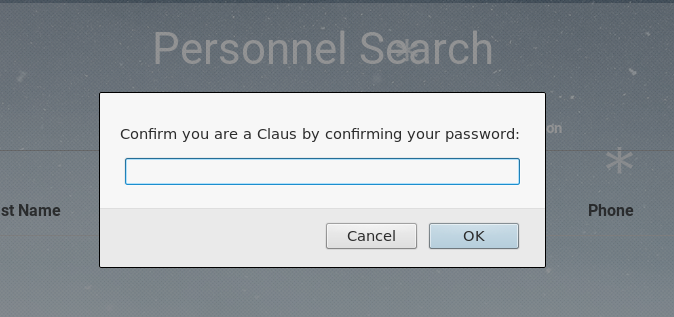 Personnel Search
Confirm you are a Claus by confirming your password:
on
st Name
Phone
Cancel
OK